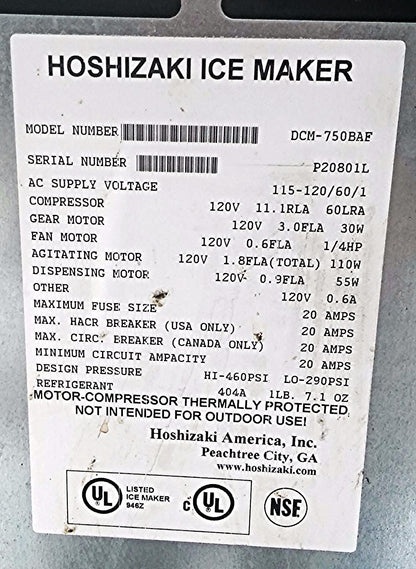 HOSHIZAKI ICE MAKER
MODEL NUMBER DCM-750BAF
SERIAL NUMBER P20801L
AC SUPPLY VOLTAGE 115-120/60/1
COMPRESSOR 120V 11.1RLA 60LRA
GEAR MOTOR 120V 3.0FLA 30W
FAN MOTOR 120V 0.6FLA 1/4HP
AGITATING MOTOR 120V 1.8FLA(TOTAL) 110W
DISPENSING MOTOR 120V 0.9FLA 55W
OTHER 120V 0.6A
MAXIMUM FUSE SIZE 20 AMPS
MAX. HACR BREAKER (USA ONLY) 20 AMPS
MAX. CIRC. BREAKER (CANADA ONLY) 20 AMPS
MINIMUM CIRCUIT AMPACITY 20 AMPS
DESIGN PRESSURE HI-460PSI LO-290PSI
REFRIGERANT 404A 1LB. 7.1 OZ
MOTOR-COMPRESSOR THERMALLY PROTECTED
NOT INTENDED FOR OUTDOOR USE!
Hoshizaki America, Inc.
Peachtree City, GA
www.hoshizaki.com
UL LISTED ICE MAKER 946Z C UL NSF